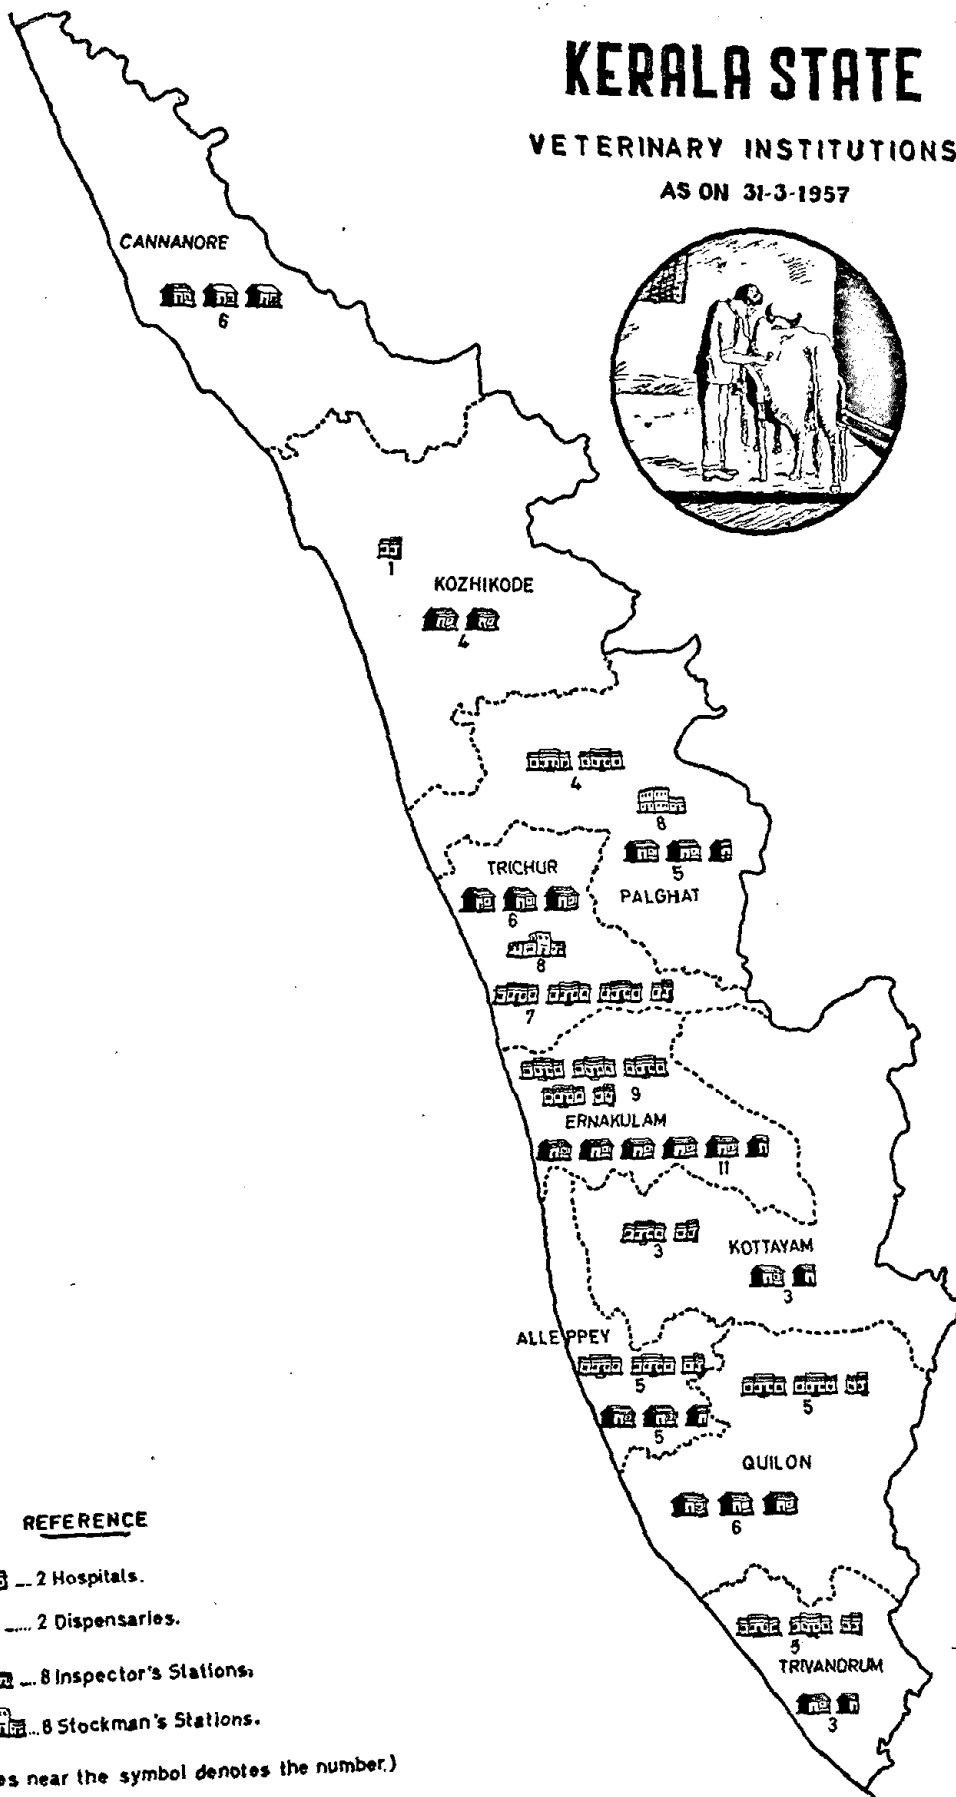 KERALA STATE
VETERINARY INSTITUTIONS
AS ON 31-3-1957
CANNANORE
6
1
KOZHIKODE
4
4
8
5
PALGHAT
TRICHUR
6
8
7
9
ERNAKULAM
11
3
KOTTAYAM
3
ALLEPPEY
5
5
5
QUILON
6
5
TRIVANDRUM
3
REFERENCE
... 2 Hospitals.
.... 2 Dispensaries.
... 8 Inspector's Stations,
... 8 Stockman's Stations.
es near the symbol denotes the number.)